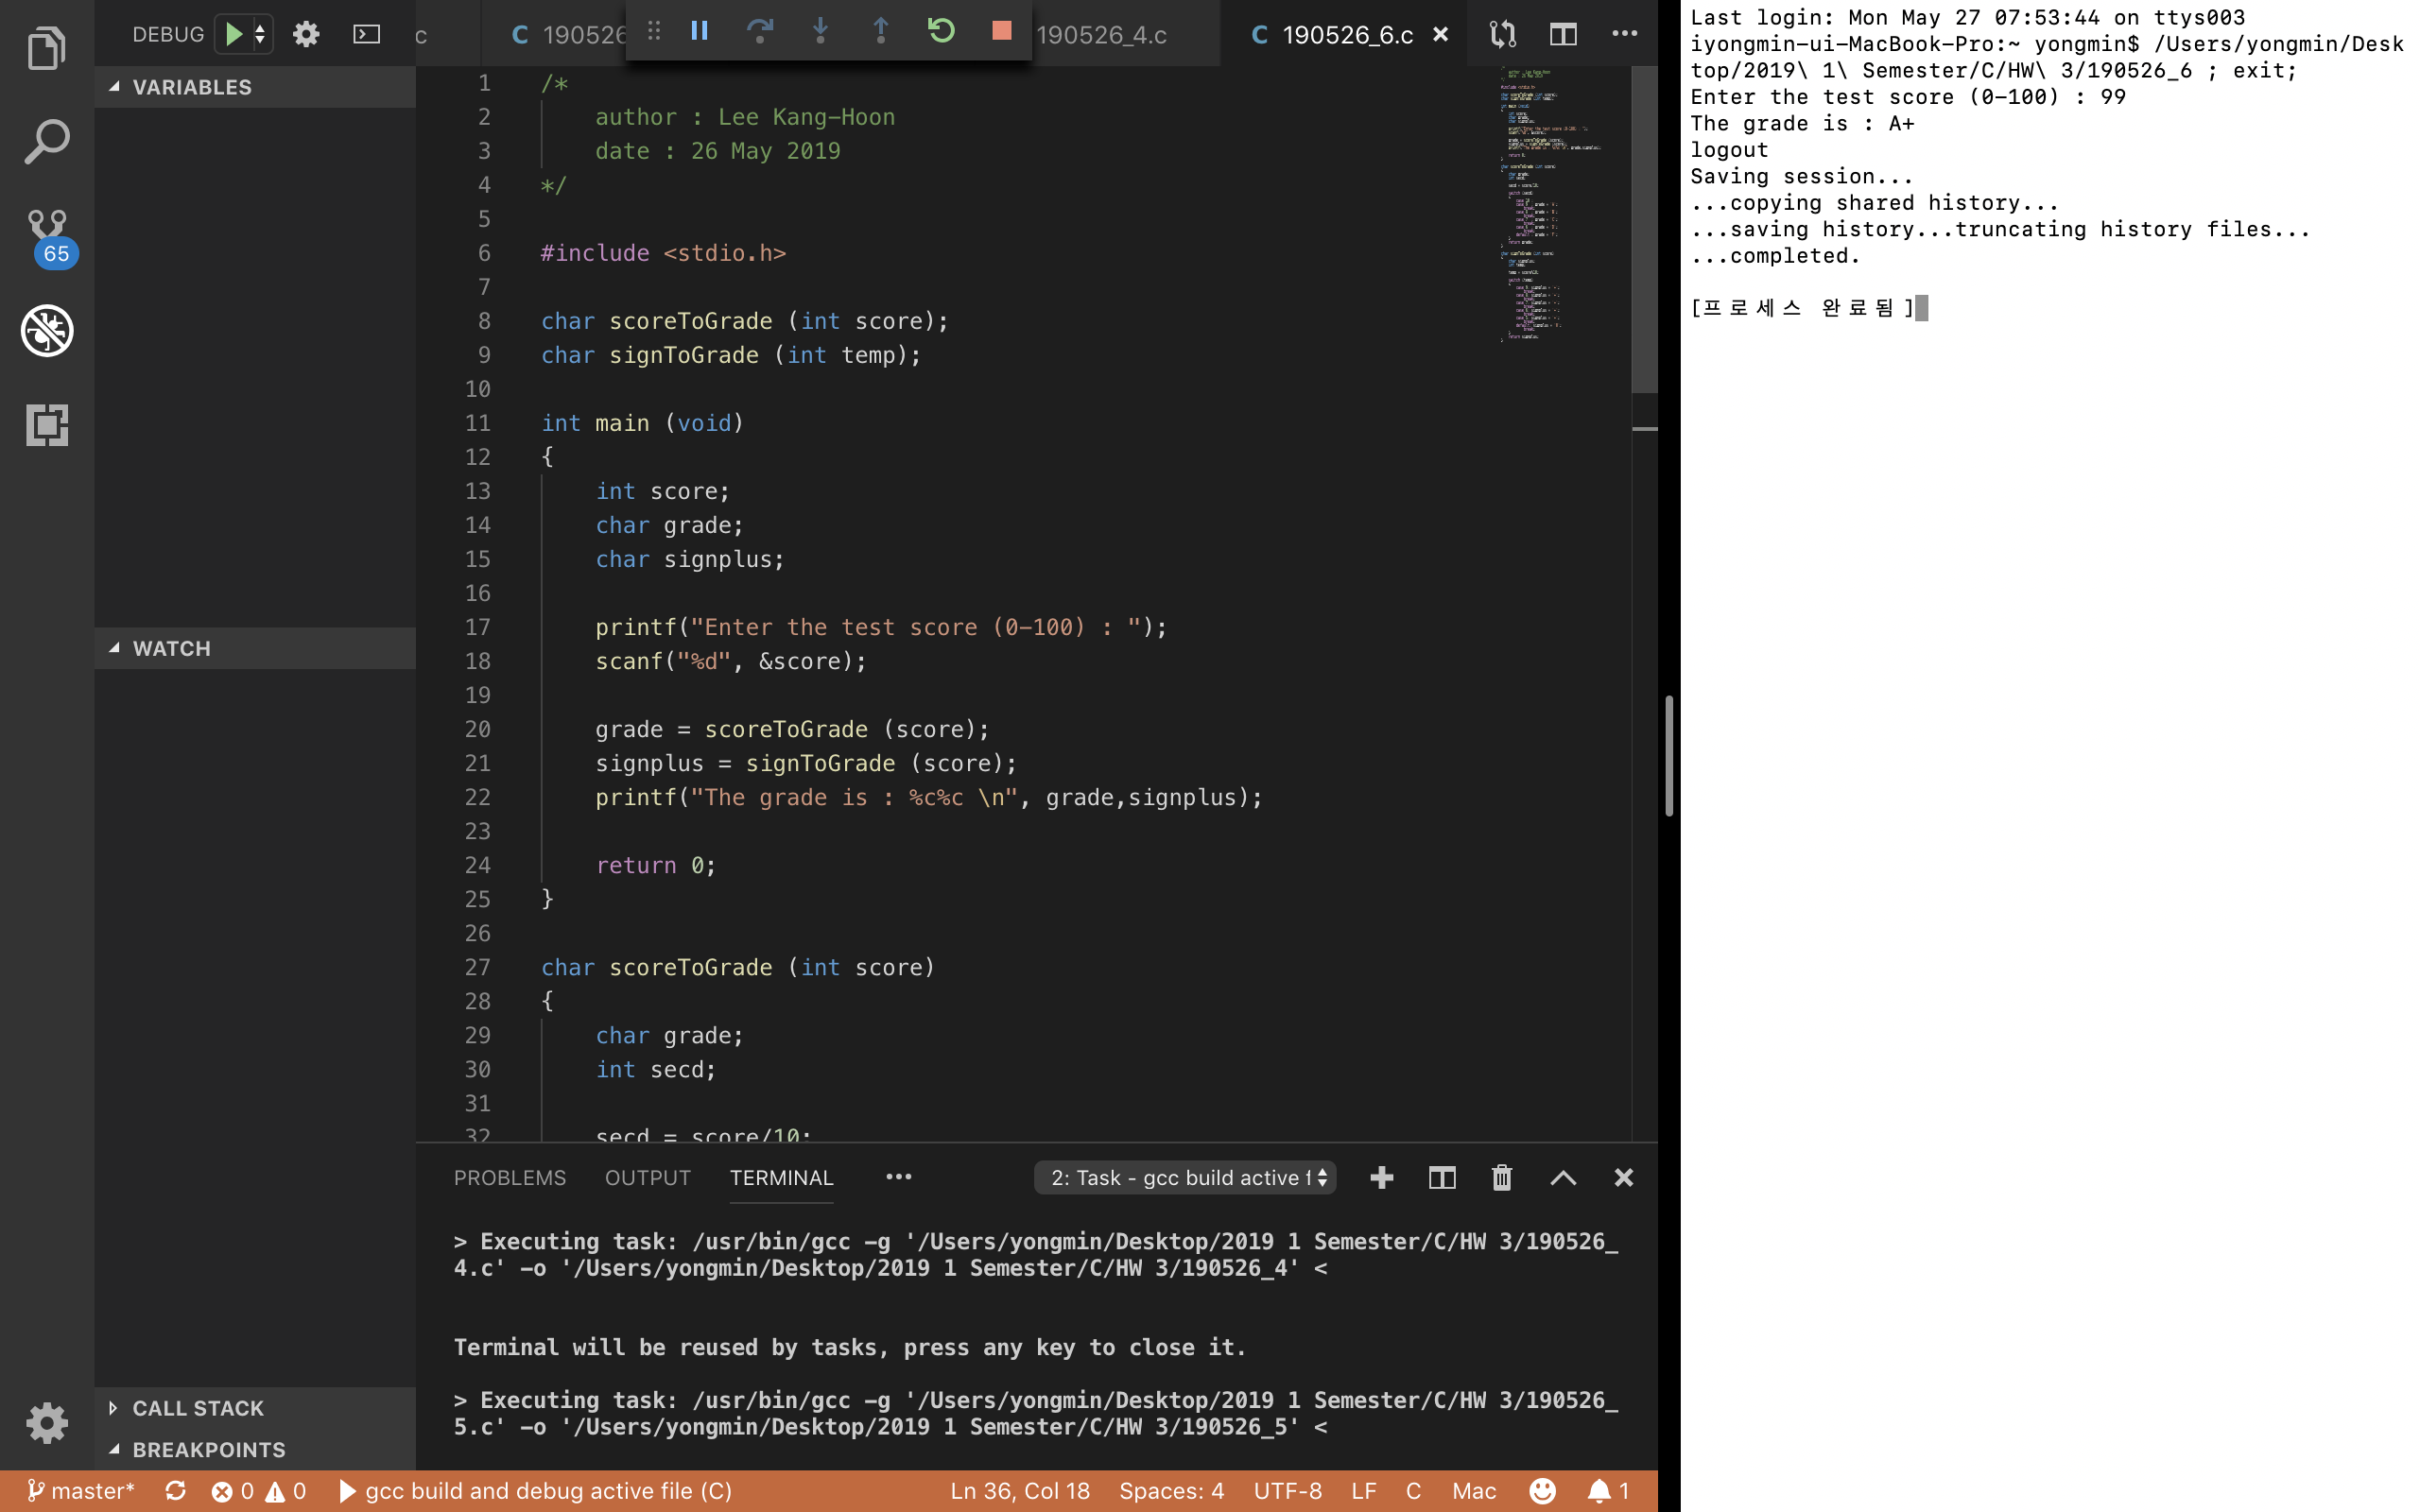 DEBUG
c
C 190526
190526_4.c
C 190526_6.c
VARIABLES
WATCH
CALL STACK
BREAKPOINTS
65
1 /*
2 author : Lee Kang-Hoon
3 date : 26 May 2019
4 */
5
6 #include <stdio.h>
7
8 char scoreToGrade (int score);
9 char signToGrade (int temp);
10
11 int main (void)
12 {
13 int score;
14 char grade;
15 char signplus;
16
17 printf("Enter the test score (0-100) : ");
18 scanf("%d", &score);
19
20 grade = scoreToGrade (score);
21 signplus = signToGrade (score);
22 printf("The grade is : %c%c \n", grade,signplus);
23
24 return 0;
25 }
26
27 char scoreToGrade (int score)
28 {
29 char grade;
30 int secd;
31
32 secd = score/10;
PROBLEMS OUTPUT TERMINAL
2: Task - gcc build active f
> Executing task: /usr/bin/gcc -g '/Users/yongmin/Desktop/2019 1 Semester/C/HW 3/190526_
4.c' -o '/Users/yongmin/Desktop/2019 1 Semester/C/HW 3/190526_4' <
Terminal will be reused by tasks, press any key to close it.
> Executing task: /usr/bin/gcc -g '/Users/yongmin/Desktop/2019 1 Semester/C/HW 3/190526_
5.c' -o '/Users/yongmin/Desktop/2019 1 Semester/C/HW 3/190526_5' <
master* 0 0 gcc build and debug active file (C) Ln 36, Col 18 Spaces: 4 UTF-8 LF C Mac 1
Last login: Mon May 27 07:53:44 on ttys003
iyongmin-ui-MacBook-Pro:~ yongmin$ /Users/yongmin/Desk
top/2019\ 1\ Semester/C/HW\ 3/190526_6 ; exit;
Enter the test score (0-100) : 99
The grade is : A+
logout
Saving session...
...copying shared history...
...saving history...truncating history files...
...completed.
[프로세스 완료됨]